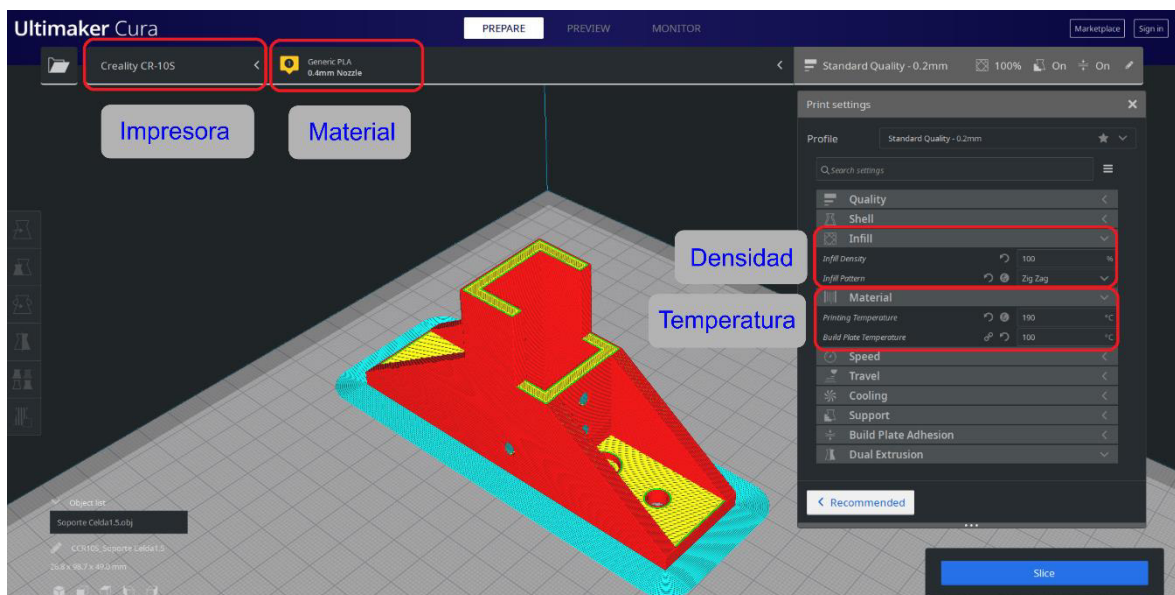 Ultimaker Cura
PREPARE PREVIEW MONITOR
Marketplace Sign in
Creality CR-10S
Generic PLA
0.4mm Nozzle
Standard Quality - 0.2mm 100% On On
Impresora
Material
Print settings
Profile Standard Quality - 0.2mm
Search settings
Quality
Shell
Infill
Densidad
Infill Density 100 %
Infill Pattern Zig Zag
Material
Temperatura
Printing Temperature 190 °C
Build Plate Temperature 100 °C
Speed
Travel
Cooling
Support
Build Plate Adhesion
Dual Extrusion
Recommended
Object list
Soporte Celda1.5.obj
CCR10S_Soporte Celda1.5
Slice